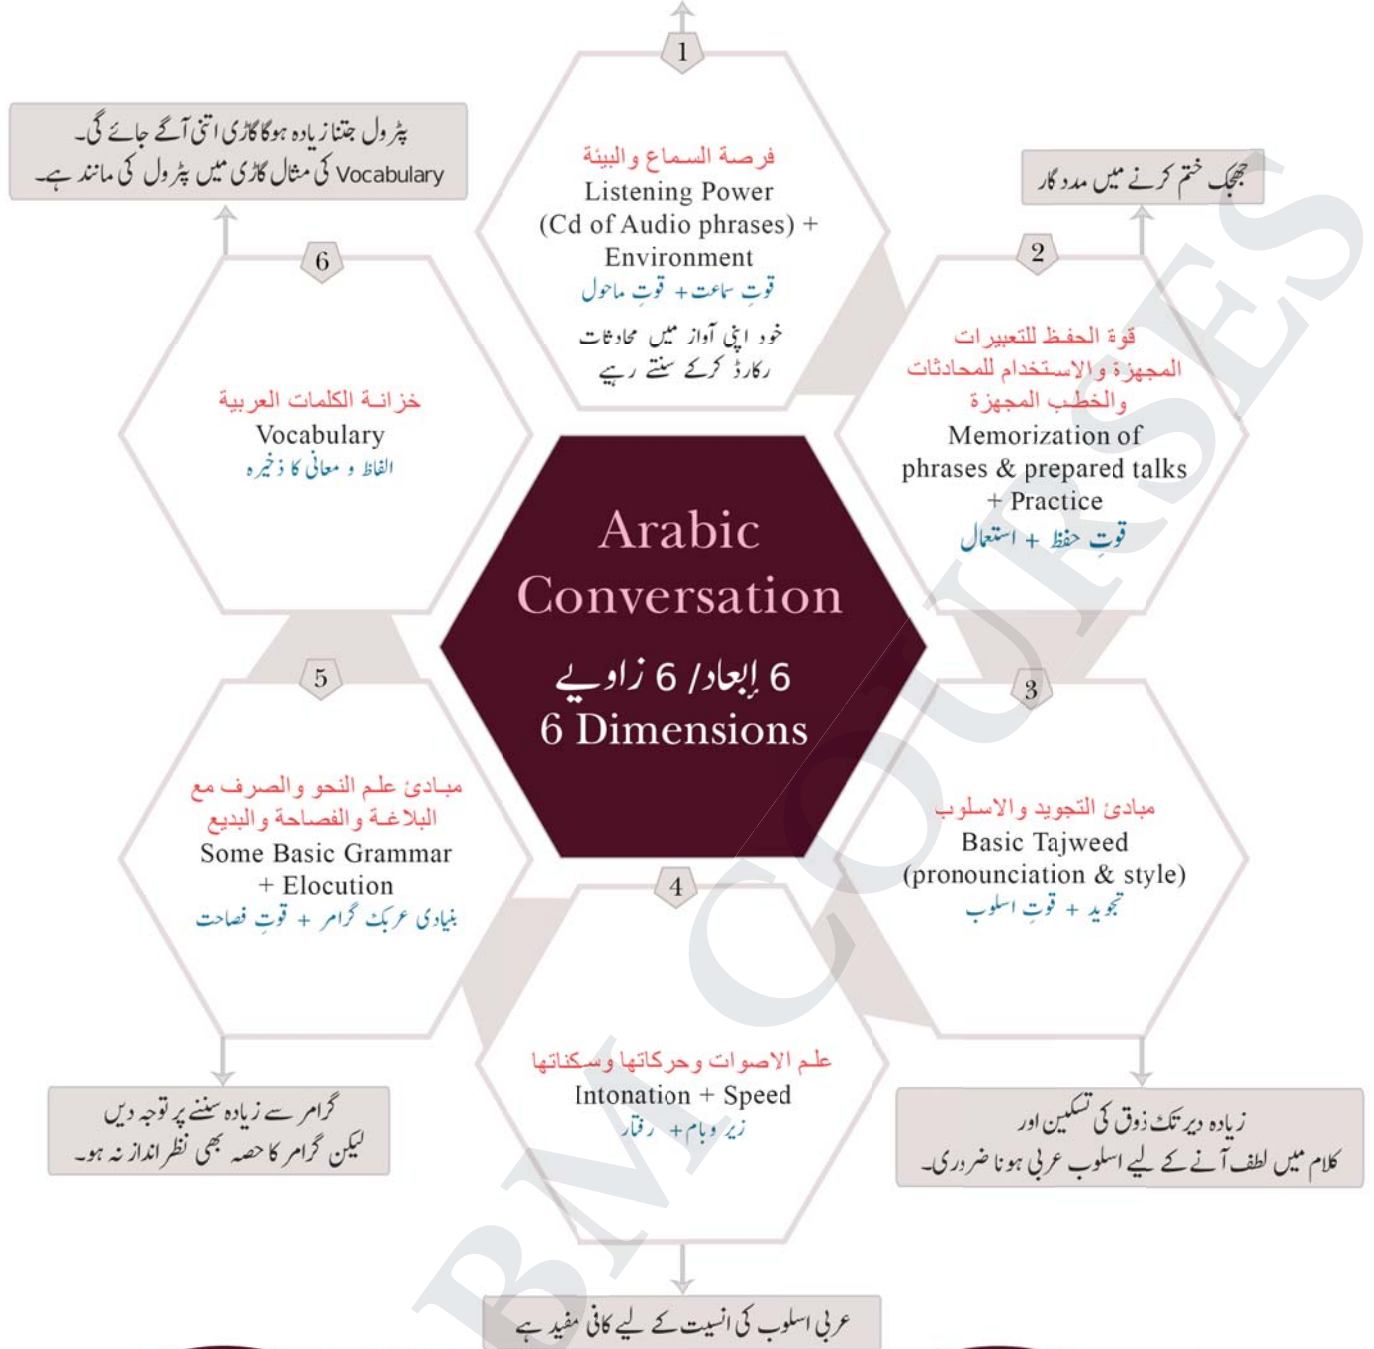 1
فرصة السماع والبيئة
Listening Power
(Cd of Audio phrases) +
Environment
قوتِ سماعت + قوتِ ماحول
خود اپنی آواز میں محادثات
رکارڈ کرکے سنتے رہیے
جھجک ختم کرنے میں مددگار
2
قوة الحفظ للتعبيرات
المجهزة والاستخدام للمحادثات
والخطب المجهزة
Memorization of
phrases & prepared talks
+ Practice
قوتِ حفظ + استعمال
3
مبادئ التجويد والاسلوب
Basic Tajweed
(pronounciation & style)
تجوید + قوتِ اسلوب
زیادہ دیر تک ذوق کی تسکین اور
کلام میں لطف آنے کے لیے اسلوب عربی ہونا ضردری۔
4
علم الاصوات وحركاتها وسكناتها
Intonation + Speed
زیر وبام + رفتار
عربی اسلوب کی انسیت کے لیے کافی مفید ہے
5
مبادئ علم النحو والصرف مع
البلاغة والفصاحة والبديع
Some Basic Grammar
+ Elocution
بنیادی عربک گرامر + قوتِ فصاحت
گرامر سے زیادہ سننے پر توجہ دیں
لیکن گرامر کا حصہ بھی نظر انداز نہ ہو۔
پٹرول جتنا زیادہ ہوگا گاڑی اتنی آگے جائے گی۔
Vocabulary کی مثال گاڑی میں پٹرول کی مانند ہے۔
6
خزانة الكلمات العربية
Vocabulary
الفاظ و معانی کا ذخیرہ
Arabic
Conversation
6 إبعاد/ 6 زاویے
6 Dimensions
BM COURSES